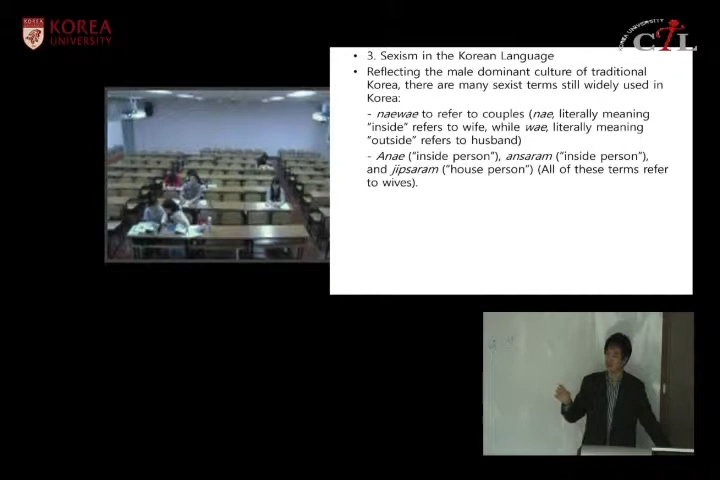 KOREA
UNIVERSITY
KOREA UNIVERSITY
CTL
• 3. Sexism in the Korean Language
• Reflecting the male dominant culture of traditional
Korea, there are many sexist terms still widely used in
Korea:
- naewae to refer to couples (nae, literally meaning
"inside" refers to wife, while wae, literally meaning
"outside" refers to husband)
- Anae ("inside person"), ansaram ("inside person"),
and jipsaram ("house person") (All of these terms refer
to wives).